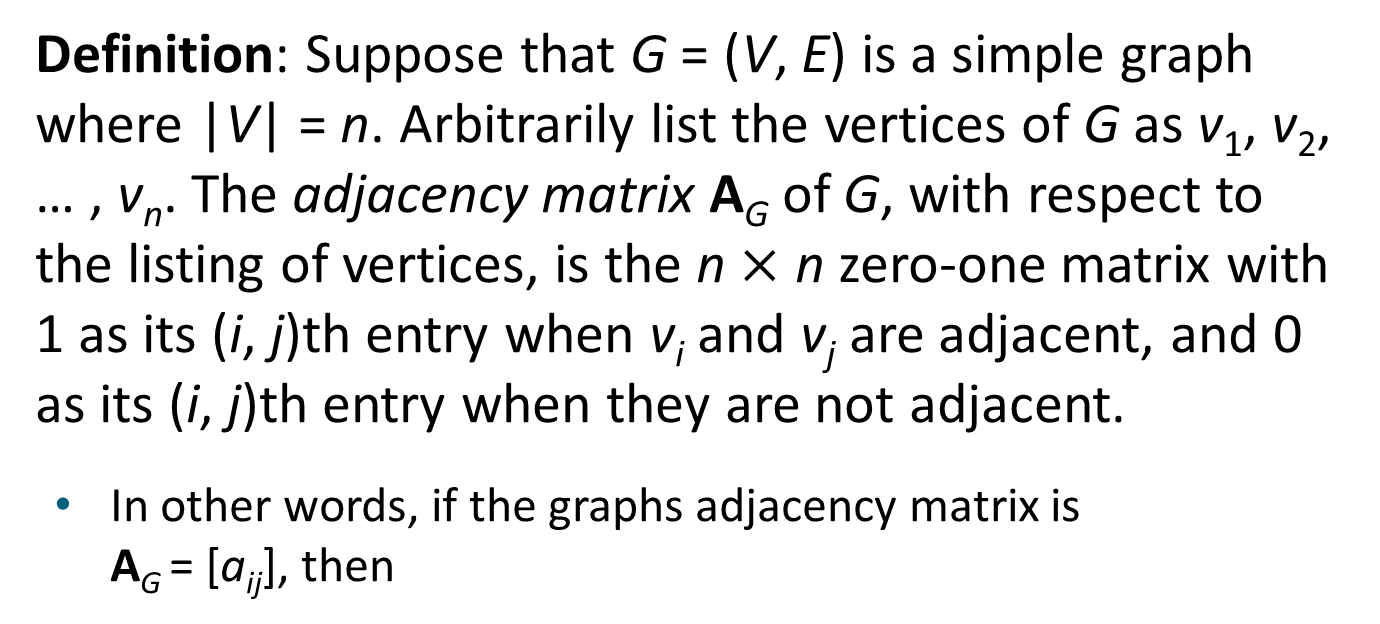 Definition: Suppose that G = (V, E) is a simple graph
where |V| = n. Arbitrarily list the vertices of G as v₁, v₂,
… , vₙ. The adjacency matrix A_G of G, with respect to
the listing of vertices, is the n × n zero-one matrix with
1 as its (i, j)th entry when vᵢ and vⱼ are adjacent, and 0
as its (i, j)th entry when they are not adjacent.
• In other words, if the graphs adjacency matrix is
A_G = [aᵢⱼ], then